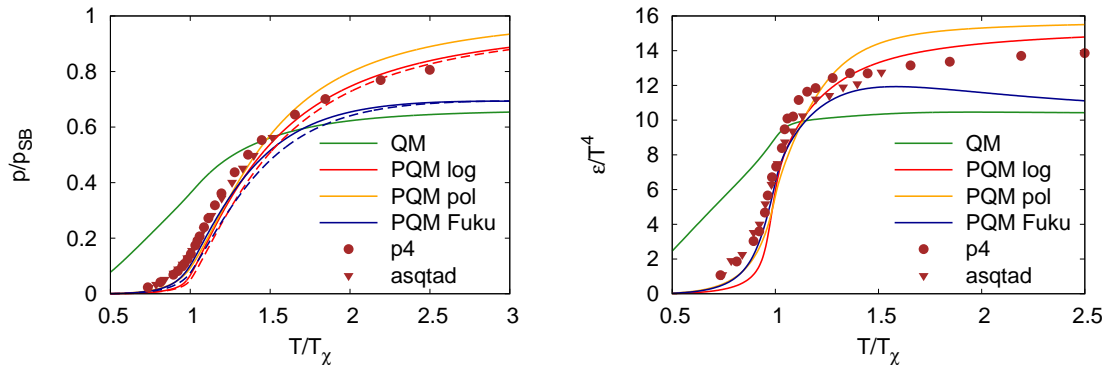 p/p_SB
1
0.8
0.6
0.4
0.2
0
0.5 1 1.5 2 2.5 3
T/T_χ
QM
PQM log
PQM pol
PQM Fuku
p4
asqtad
ε/T^4
16
14
12
10
8
6
4
2
0
0.5 1 1.5 2 2.5
T/T_χ
QM
PQM log
PQM pol
PQM Fuku
p4
asqtad